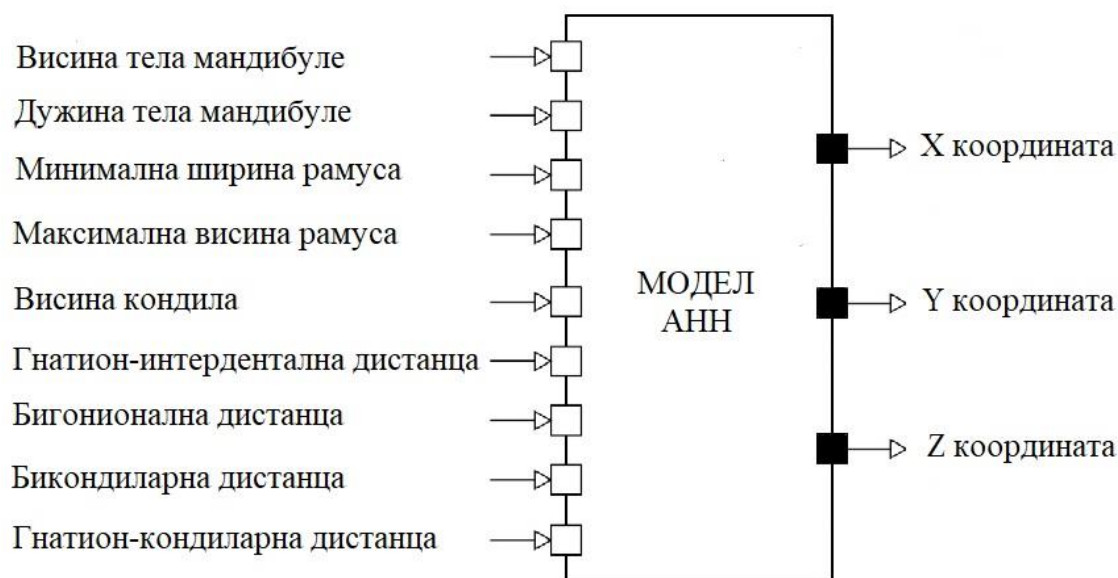 Висина тела мандибуле
Дужина тела мандибуле
Минимална ширина рамуса
Максимална висина рамуса
Висина кондила
Гнатион-интердентална дистанца
Бигонионална дистанца
Бикондиларна дистанца
Гнатион-кондиларна дистанца
МОДЕЛ
АНН
X координата
Y координата
Z координата